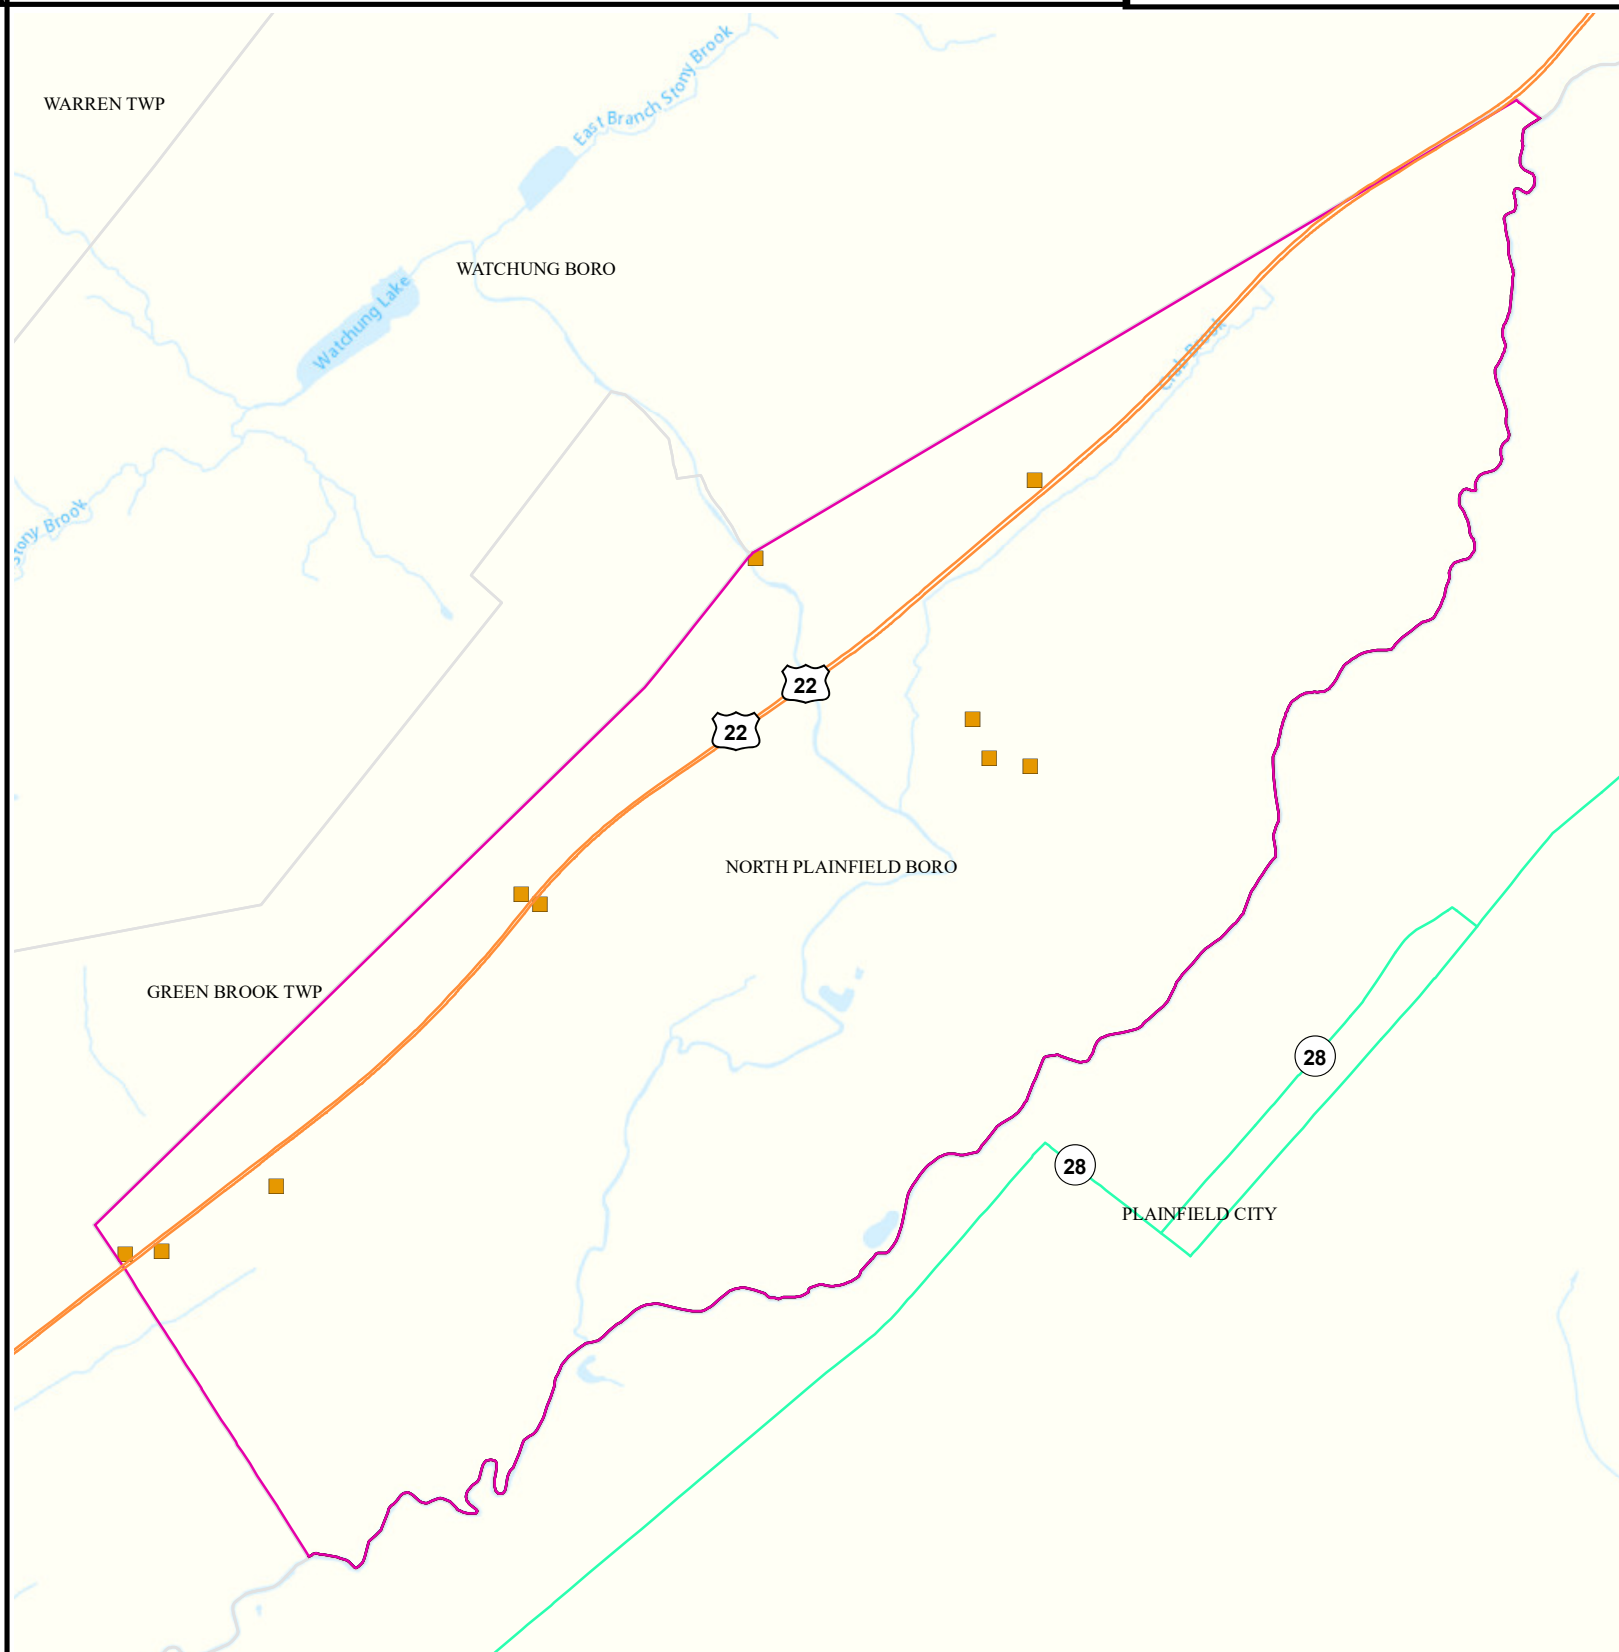 East Branch Stony Brook
WARREN TWP
WATCHUNG BORO
Watchung Lake
Brook
Stony Brook
22
22
NORTH PLAINFIELD BORO
GREEN BROOK TWP
28
28
PLAINFIELD CITY